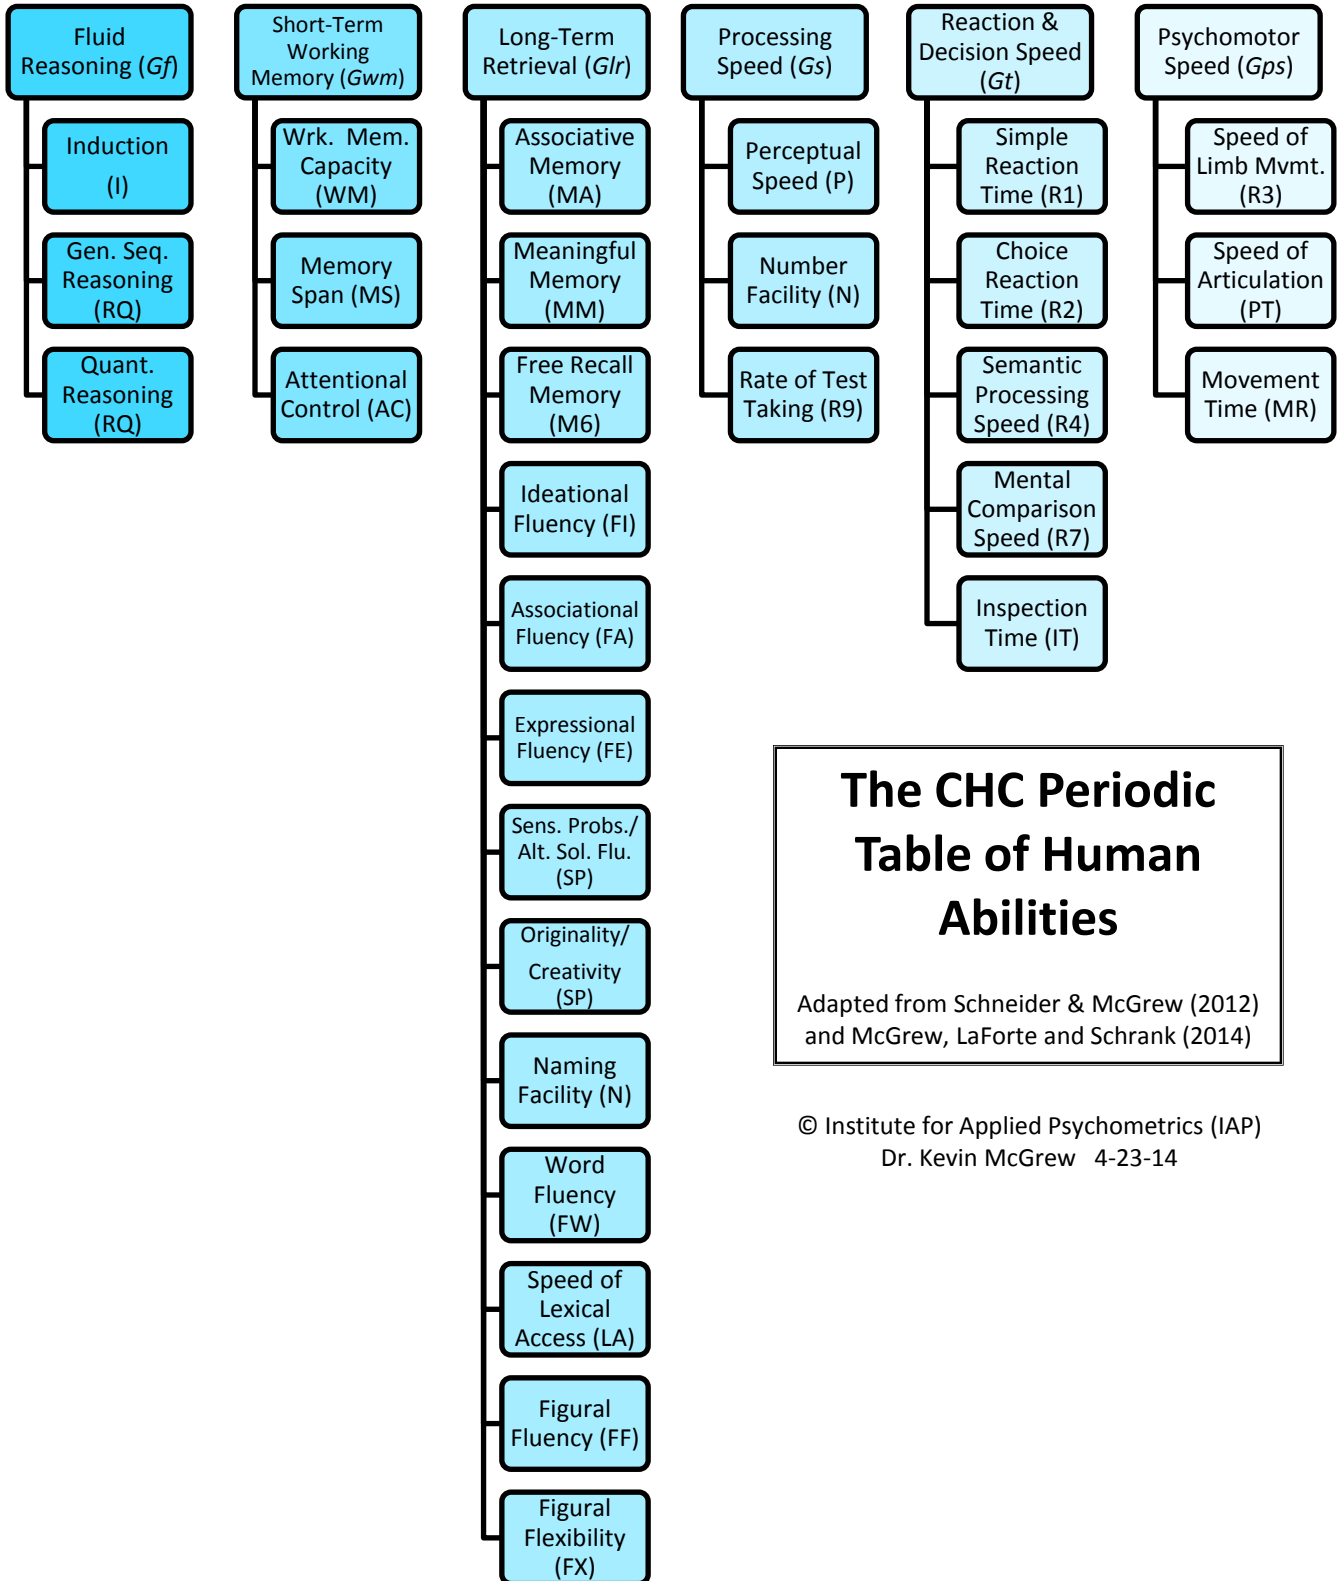 Fluid
Reasoning (Gf)
Induction
(I)
Gen. Seq.
Reasoning
(RQ)
Quant.
Reasoning
(RQ)
Short-Term
Working
Memory (Gwm)
Wrk. Mem.
Capacity
(WM)
Memory
Span (MS)
Attentional
Control (AC)
Long-Term
Retrieval (Glr)
Associative
Memory
(MA)
Meaningful
Memory
(MM)
Free Recall
Memory
(M6)
Ideational
Fluency (FI)
Associational
Fluency (FA)
Expressional
Fluency (FE)
Sens. Probs./
Alt. Sol. Flu.
(SP)
Originality/
Creativity
(SP)
Naming
Facility (N)
Word
Fluency
(FW)
Speed of
Lexical
Access (LA)
Figural
Fluency (FF)
Figural
Flexibility
(FX)
Processing
Speed (Gs)
Perceptual
Speed (P)
Number
Facility (N)
Rate of Test
Taking (R9)
Reaction &
Decision Speed
(Gt)
Simple
Reaction
Time (R1)
Choice
Reaction
Time (R2)
Semantic
Processing
Speed (R4)
Mental
Comparison
Speed (R7)
Inspection
Time (IT)
Psychomotor
Speed (Gps)
Speed of
Limb Mvmt.
(R3)
Speed of
Articulation
(PT)
Movement
Time (MR)
The CHC Periodic
Table of Human
Abilities
Adapted from Schneider & McGrew (2012)
and McGrew, LaForte and Schrank (2014)
© Institute for Applied Psychometrics (IAP)
Dr. Kevin McGrew 4-23-14